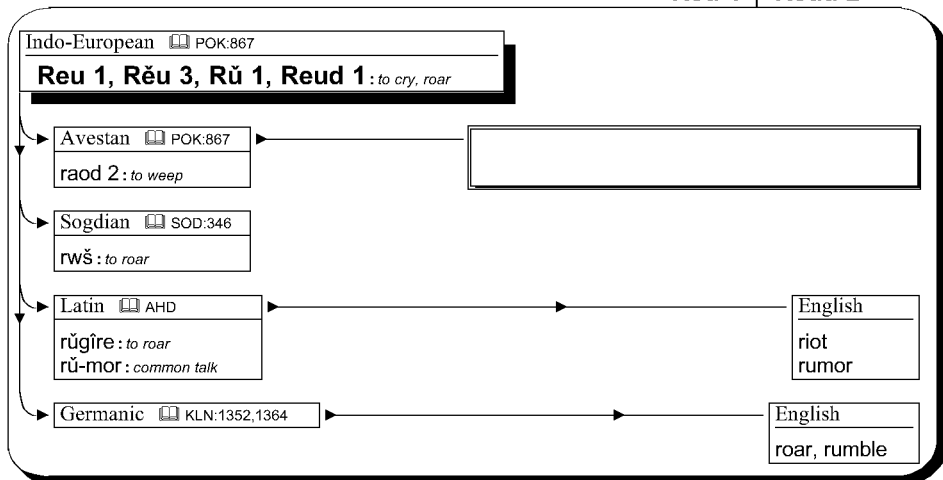 Indo-European POK:867
Reu 1, Rĕu 3, Rŭ 1, Reud 1 : to cry, roar
Avestan POK:867
raod 2 : to weep
Sogdian SOD:346
rwš : to roar
Latin AHD
rŭgîre : to roar
rŭ-mor : common talk
English
riot
rumor
Germanic KLN:1352,1364
English
roar, rumble